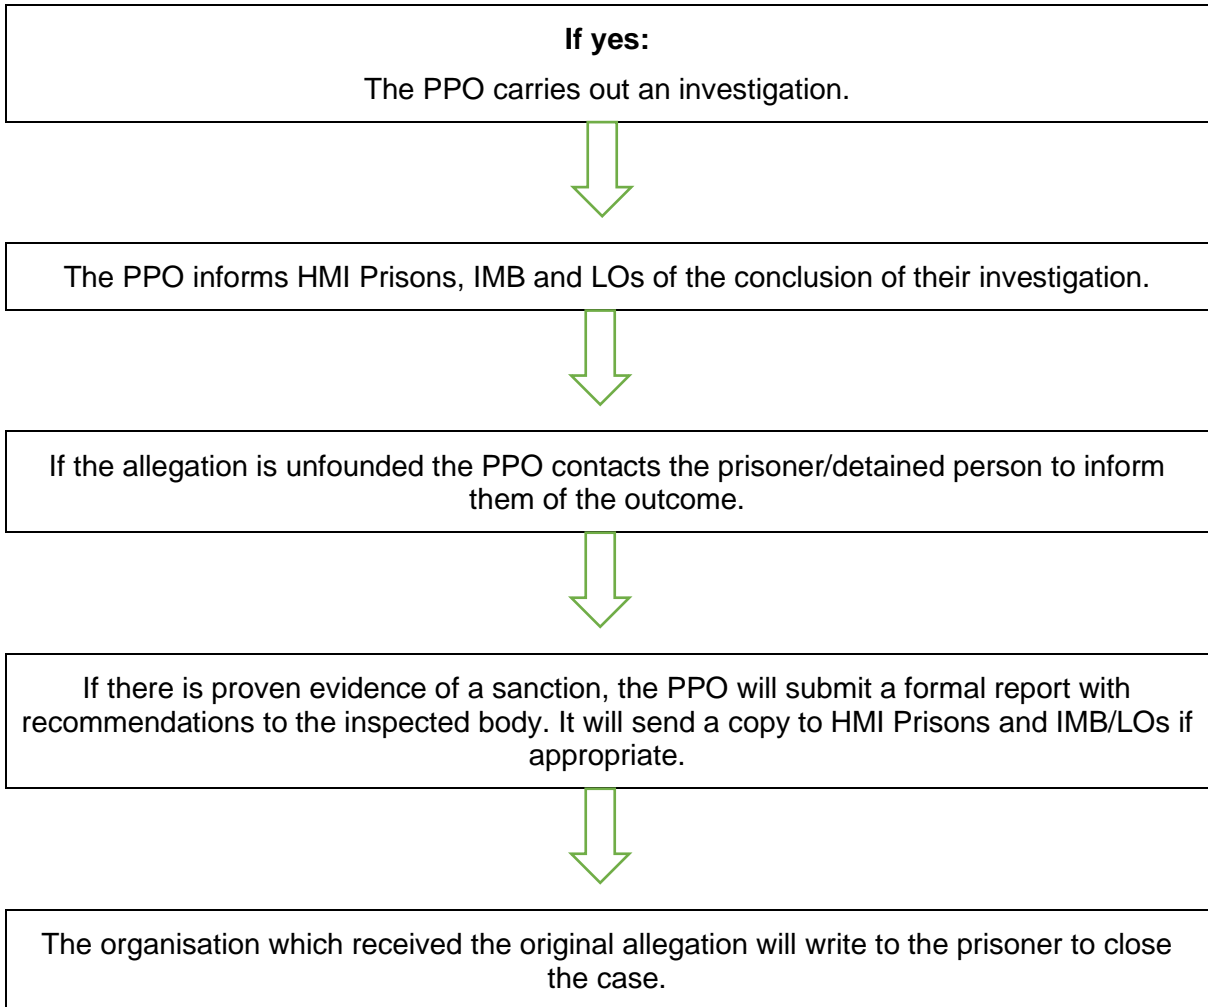 If yes:
The PPO carries out an investigation.
The PPO informs HMI Prisons, IMB and LOs of the conclusion of their investigation.
If the allegation is unfounded the PPO contacts the prisoner/detained person to inform
them of the outcome.
If there is proven evidence of a sanction, the PPO will submit a formal report with
recommendations to the inspected body. It will send a copy to HMI Prisons and IMB/LOs if
appropriate.
The organisation which received the original allegation will write to the prisoner to close
the case.